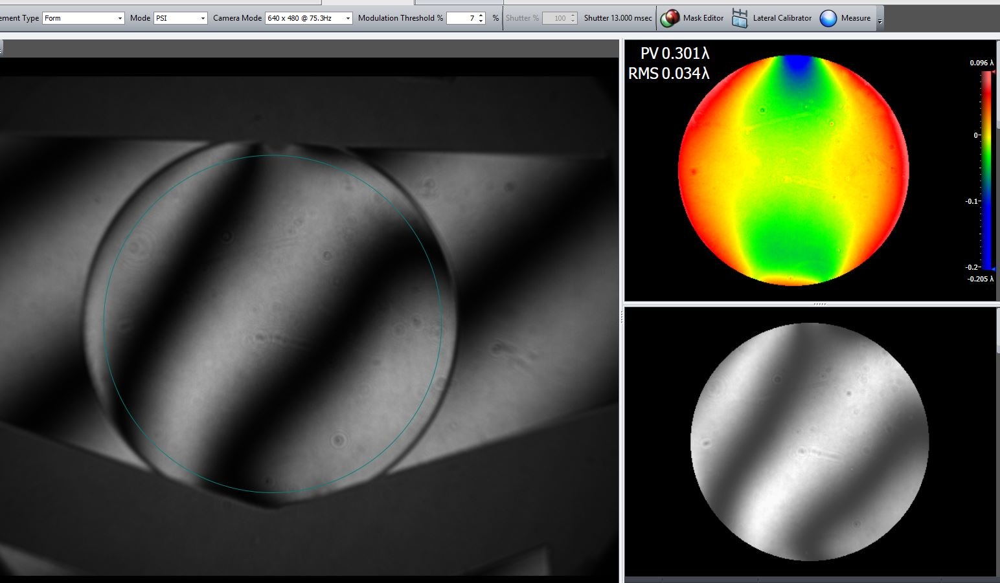 ement Type Form Mode PSI Camera Mode 640 x 480 @ 75.3Hz Modulation Threshold % 7 % Shutter % 100 Shutter 13.000 msec Mask Editor Lateral Calibrator Measure
PV 0.301λ
RMS 0.034λ
0.096 λ
0
-0.1
-0.2
-0.205 λ